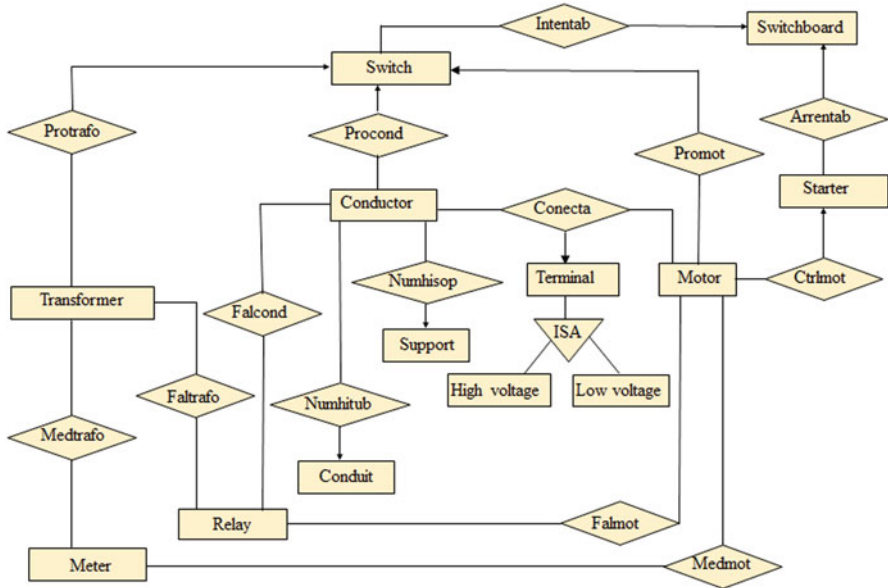 Intentab
Switchboard
Switch
Protrafo
Procond
Promot
Arrentab
Starter
Conductor
Conecta
Transformer
Falcond
Numhisop
Terminal
Motor
Ctrlmot
Support
ISA
High voltage
Low voltage
Faltrafo
Numhitub
Medtrafo
Conduit
Relay
Falmot
Meter
Medmot